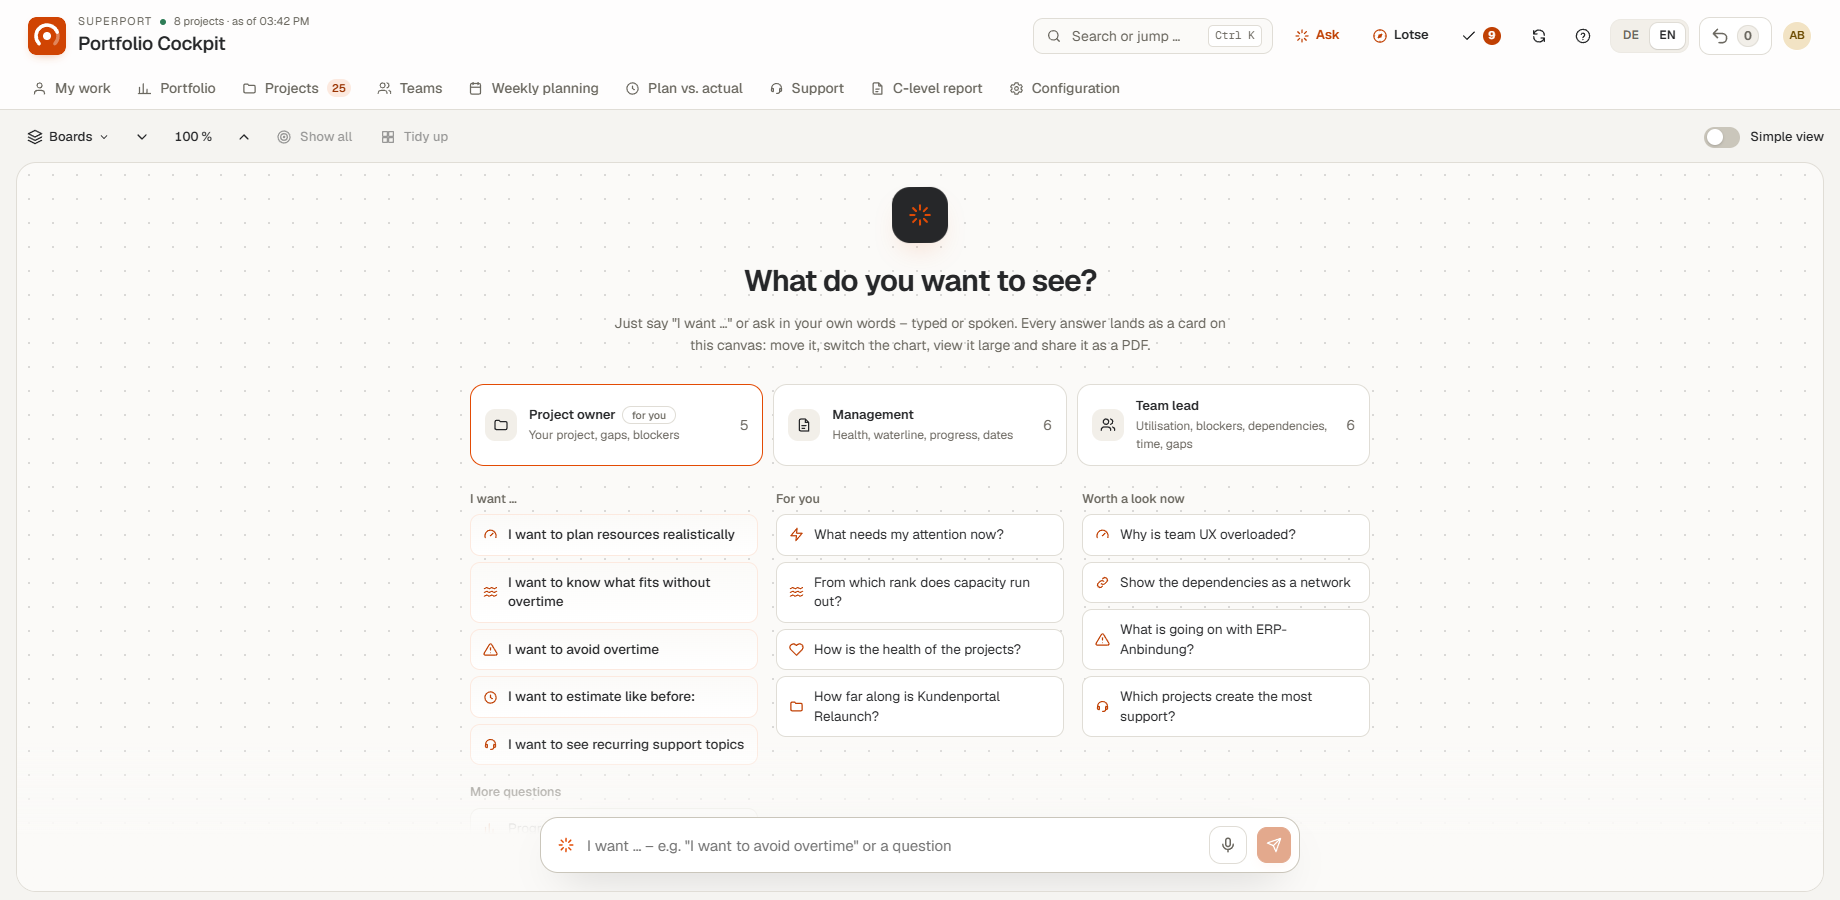 SUPERPORT 8 projects · as of 03:42 PM
Portfolio Cockpit
Search or jump ... Ctrl K
Ask
Lotse
9
DE EN
0
AB
My work
Portfolio
Projects 25
Teams
Weekly planning
Plan vs. actual
Support
C-level report
Configuration
Boards
100 %
Show all
Tidy up
Simple view
What do you want to see?
Just say "I want ..." or ask in your own words – typed or spoken. Every answer lands as a card on
this canvas: move it, switch the chart, view it large and share it as a PDF.
Project owner for you
Your project, gaps, blockers
5
Management
Health, waterline, progress, dates
6
Team lead
Utilisation, blockers, dependencies,
time, gaps
6
I want ...
I want to plan resources realistically
I want to know what fits without
overtime
I want to avoid overtime
I want to estimate like before:
I want to see recurring support topics
For you
What needs my attention now?
From which rank does capacity run
out?
How is the health of the projects?
How far along is Kundenportal
Relaunch?
Worth a look now
Why is team UX overloaded?
Show the dependencies as a network
What is going on with ERP-
Anbindung?
Which projects create the most
support?
More questions
I want ... – e.g. "I want to avoid overtime" or a question